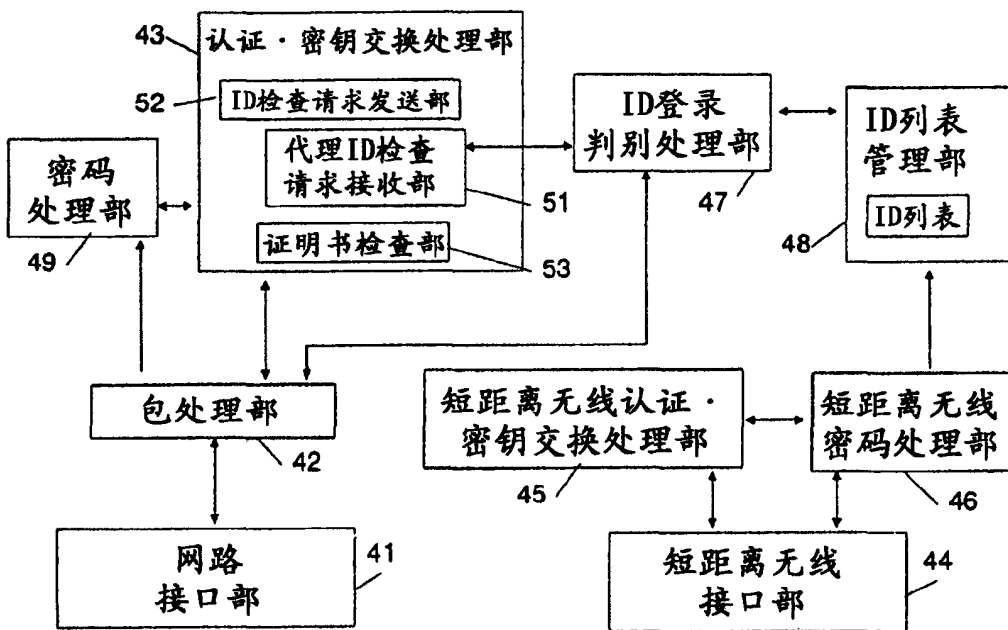 43
认证·密钥交换处理部
52
ID检查请求发送部
代理ID检查
请求接收部
51
证明书检查部
53
密码
处理部
49
ID登录
判别处理部
47
ID列表
管理部
ID列表
48
包处理部
42
短距离无线认证·
密钥交换处理部
45
短距离无线
密码处理部
46
网路
接口部
41
短距离无线
接口部
44